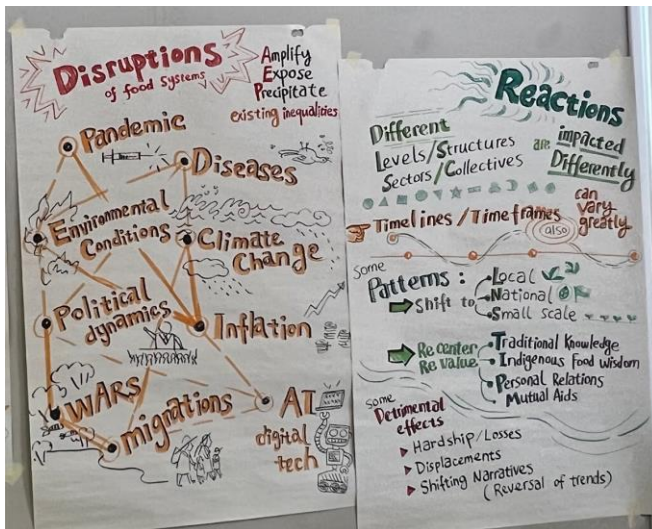 Disruptions
of food Systems
Amplify
Expose
Precipitate
existing inequalities
Pandemic
Diseases
Environmental
Conditions
Climate
Change
Political
dynamics
Inflation
WARS
migrations
AI
digital
tech
Reactions
Different
Levels/Structures
Sectors/Collectives
are impacted
Differently
Timelines/Timeframes
also
can
vary
greatly
Some
Patterns:
Shift to
Local
National
Small scale
Re center
Re value
Traditional Knowledge
Indigenous Food Wisdom
Personal Relations
Mutual Aids
Some
Detrimental
effects
Hardship/Losses
Displacements
Shifting Narratives
(Reversal of trends)